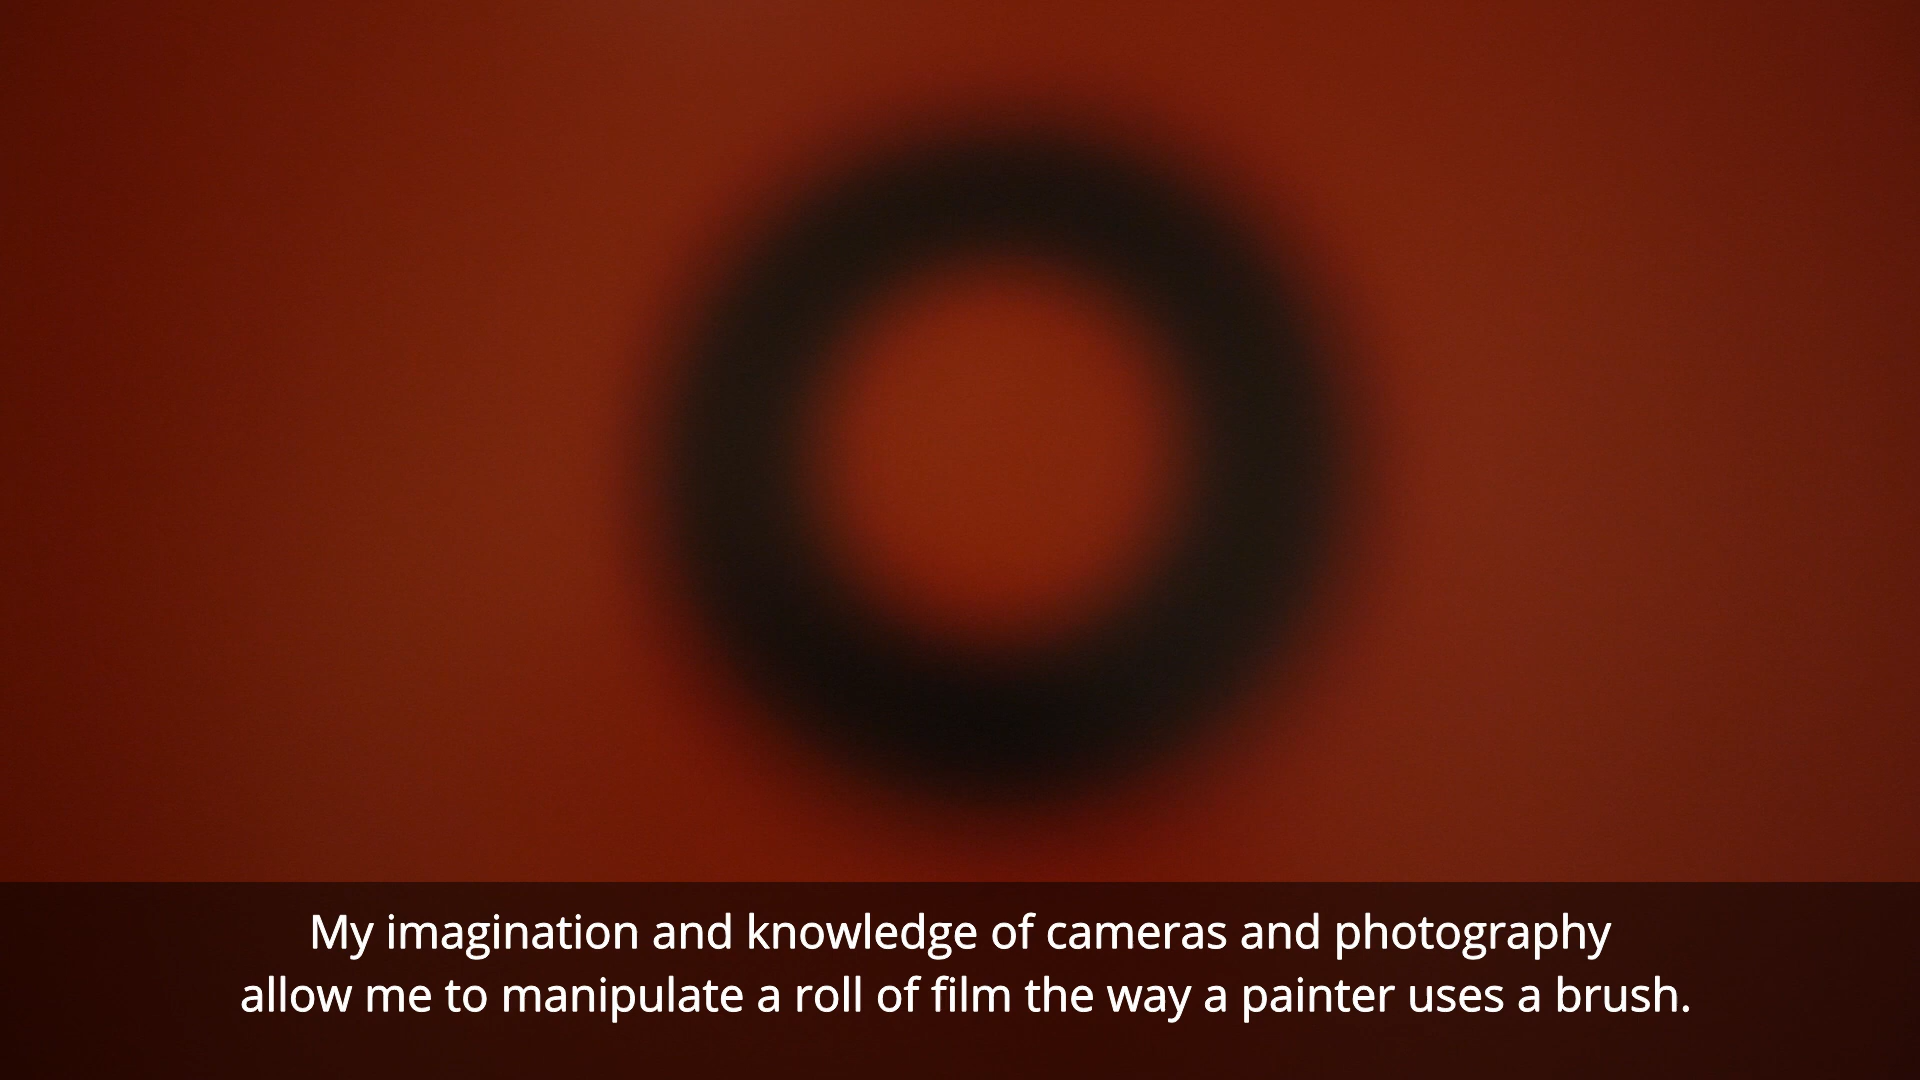 My imagination and knowledge of cameras and photography
allow me to manipulate a roll of film the way a painter uses a brush.